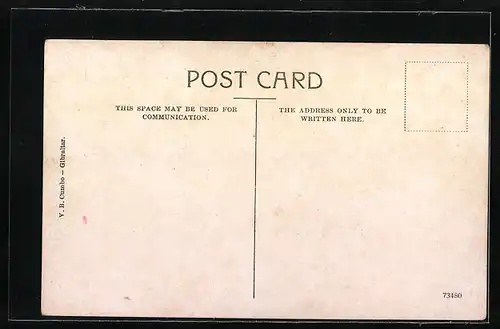 POST CARD
THIS SPACE MAY BE USED FOR
COMMUNICATION.
THE ADDRESS ONLY TO BE
WRITTEN HERE.
V. B. Cumbo – Gibraltar.
73480